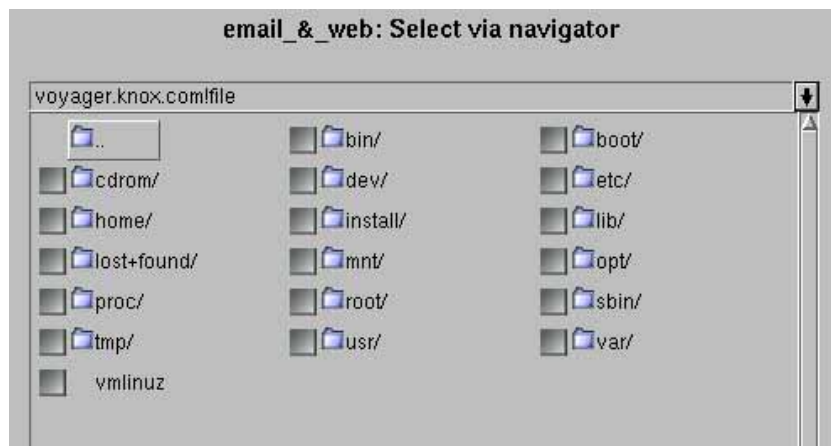 email_&_web: Select via navigator
voyager.knox.com!file
.. bin/ boot/
cdrom/ dev/ etc/
home/ install/ lib/
lost+found/ mnt/ opt/
proc/ root/ sbin/
tmp/ usr/ var/
vmlinuz